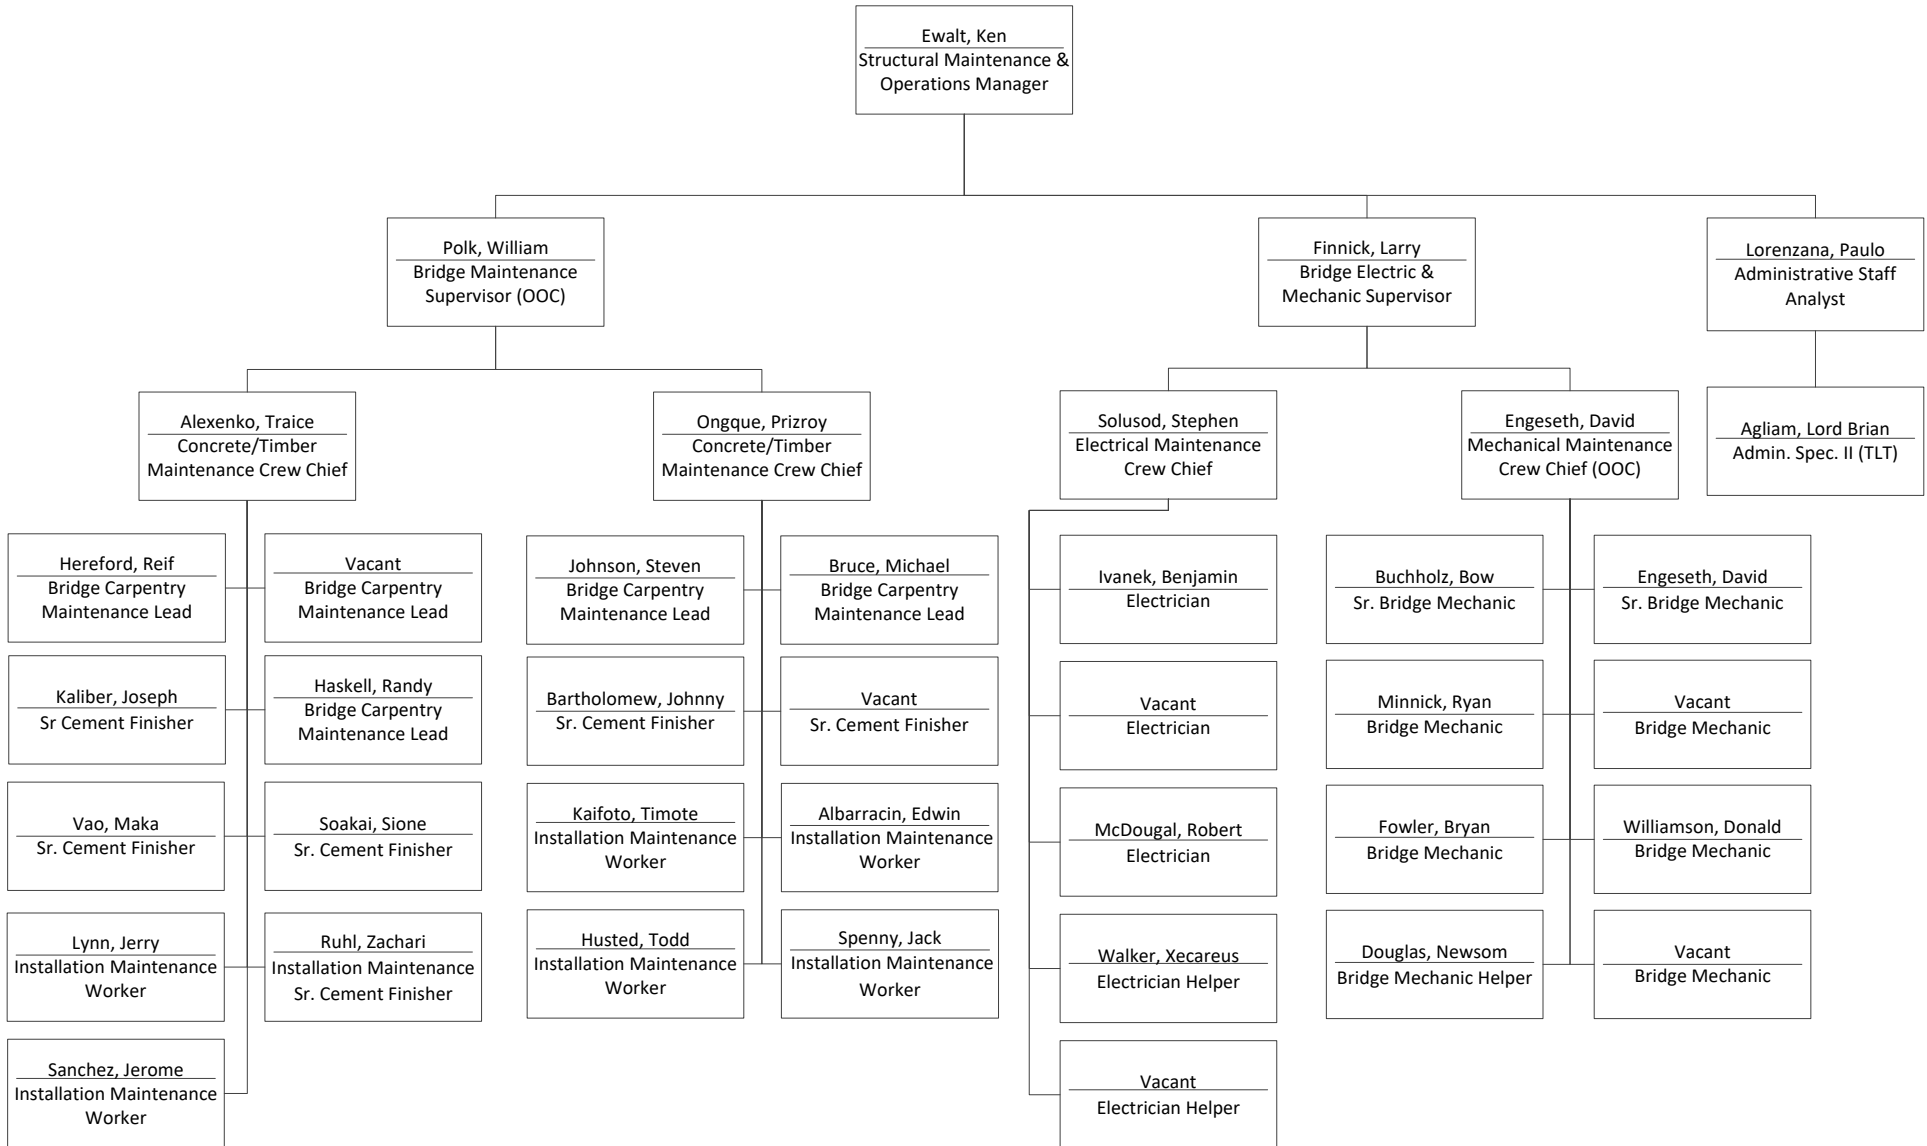 Ewalt, Ken
Structural Maintenance &
Operations Manager
Polk, William
Bridge Maintenance
Supervisor (OOC)
Finnick, Larry
Bridge Electric &
Mechanic Supervisor
Lorenzana, Paulo
Administrative Staff
Analyst
Alexenko, Traice
Concrete/Timber
Maintenance Crew Chief
Ongque, Prizroy
Concrete/Timber
Maintenance Crew Chief
Solusod, Stephen
Electrical Maintenance
Crew Chief
Engeseth, David
Mechanical Maintenance
Crew Chief (OOC)
Agliam, Lord Brian
Admin. Spec. II (TLT)
Hereford, Reif
Bridge Carpentry
Maintenance Lead
Vacant
Bridge Carpentry
Maintenance Lead
Johnson, Steven
Bridge Carpentry
Maintenance Lead
Bruce, Michael
Bridge Carpentry
Maintenance Lead
Ivanek, Benjamin
Electrician
Buchholz, Bow
Sr. Bridge Mechanic
Engeseth, David
Sr. Bridge Mechanic
Kaliber, Joseph
Sr Cement Finisher
Haskell, Randy
Bridge Carpentry
Maintenance Lead
Bartholomew, Johnny
Sr. Cement Finisher
Vacant
Sr. Cement Finisher
Vacant
Electrician
Minnick, Ryan
Bridge Mechanic
Vacant
Bridge Mechanic
Vao, Maka
Sr. Cement Finisher
Soakai, Sione
Sr. Cement Finisher
Kaifoto, Timote
Installation Maintenance
Worker
Albarracin, Edwin
Installation Maintenance
Worker
McDougal, Robert
Electrician
Fowler, Bryan
Bridge Mechanic
Williamson, Donald
Bridge Mechanic
Lynn, Jerry
Installation Maintenance
Worker
Ruhl, Zachari
Installation Maintenance
Sr. Cement Finisher
Husted, Todd
Installation Maintenance
Worker
Spenny, Jack
Installation Maintenance
Worker
Walker, Xecareus
Electrician Helper
Douglas, Newsom
Bridge Mechanic Helper
Vacant
Bridge Mechanic
Sanchez, Jerome
Installation Maintenance
Worker
Vacant
Electrician Helper